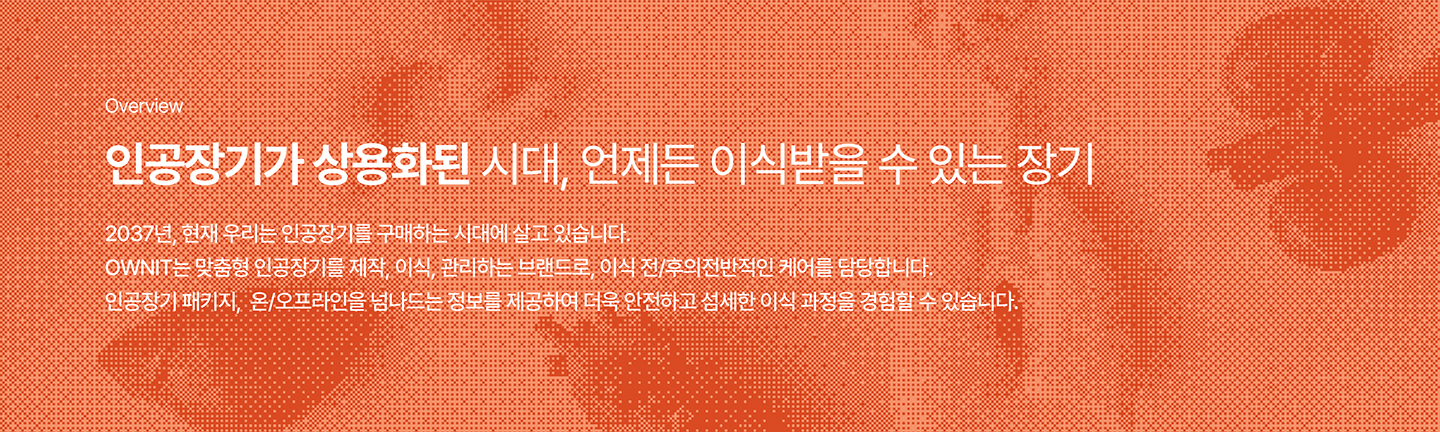 Overview
인공장기가 상용화된 시대, 언제든 이식받을 수 있는 장기
2037년, 현재 우리는 인공장기를 구매하는 시대에 살고 있습니다.
OWNIT는 맞춤형 인공장기를 제작, 이식, 관리하는 브랜드로, 이식 전/후의전반적인 케어를 담당합니다.
인공장기 패키지, 온/오프라인을 넘나드는 정보를 제공하여 더욱 안전하고 섬세한 이식 과정을 경험할 수 있습니다.